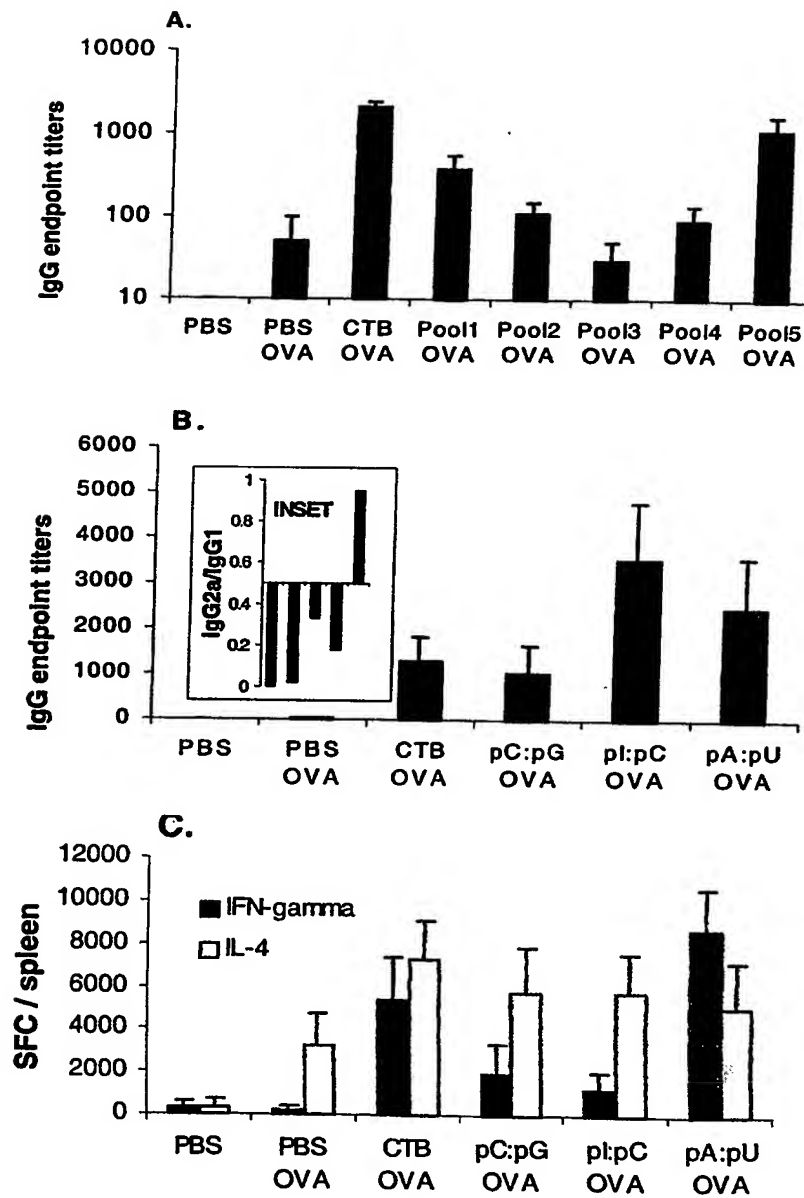 A.
10000
1000
100
10
IgG endpoint titers
PBS PBS CTB Pool1 Pool2 Pool3 Pool4 Pool5
OVA OVA OVA OVA OVA OVA OVA
B.
6000
5000
4000
3000
2000
1000
0
IgG endpoint titers
1
0.8
0.6
0.4
0.2
0
IgG2a/IgG1
INSET
PBS PBS CTB pC:pG pI:pC pA:pU
OVA OVA OVA OVA OVA
C.
12000
10000
8000
6000
4000
2000
0
SFC / spleen
IFN-gamma
IL-4
PBS PBS CTB pC:pG pI:pC pA:pU
OVA OVA OVA OVA OVA